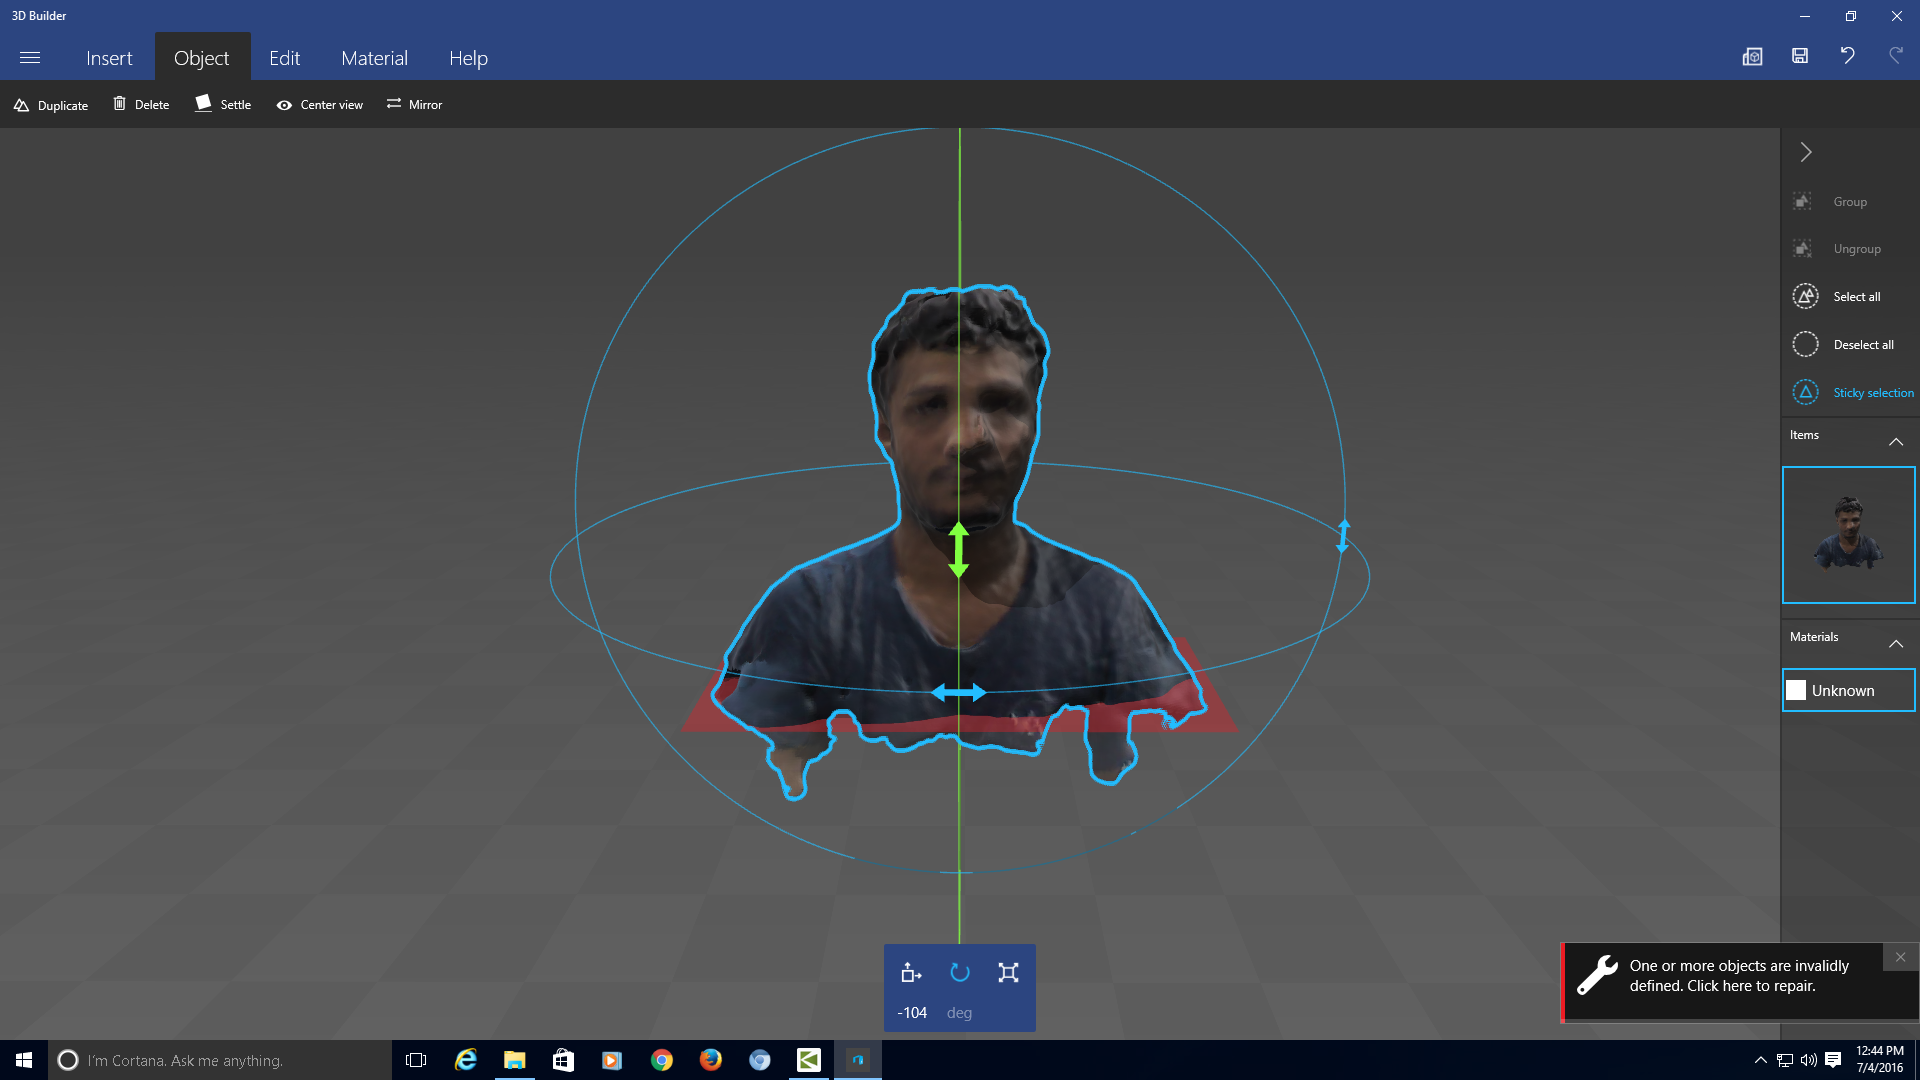 3D Builder
Insert
Object
Edit
Material
Help
Duplicate
Delete
Settle
Center view
Mirror
Group
Ungroup
Select all
Deselect all
Sticky selection
Items
Materials
Unknown
-104 deg
One or more objects are invalidly
defined. Click here to repair.
I'm Cortana. Ask me anything.
12:44 PM
7/4/2016